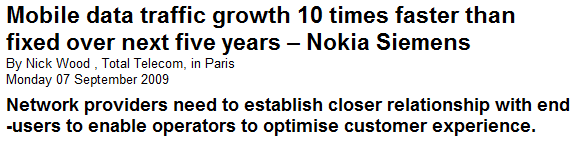 Mobile data traffic growth 10 times faster than
fixed over next five years – Nokia Siemens
By Nick Wood , Total Telecom, in Paris
Monday 07 September 2009
Network providers need to establish closer relationship with end
-users to enable operators to optimise customer experience.